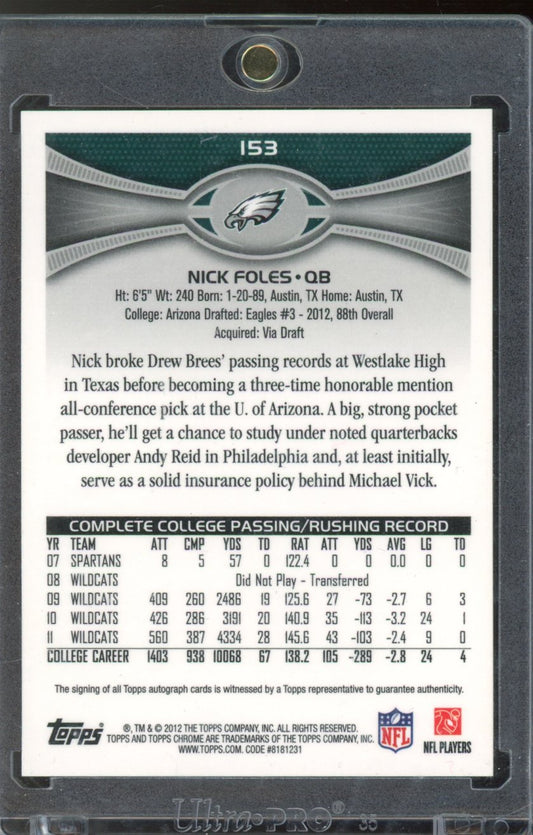 153
NICK FOLES • QB
Ht: 6'5" Wt: 240 Born: 1-20-89, Austin, TX Home: Austin, TX
College: Arizona Drafted: Eagles #3 - 2012, 88th Overall
Acquired: Via Draft
Nick broke Drew Brees' passing records at Westlake High
in Texas before becoming a three-time honorable mention
all-conference pick at the U. of Arizona. A big, strong pocket
passer, he'll get a chance to study under noted quarterbacks
developer Andy Reid in Philadelphia and, at least initially,
serve as a solid insurance policy behind Michael Vick.
COMPLETE COLLEGE PASSING/RUSHING RECORD
YR TEAM ATT CMP YDS TD RAT ATT YDS AVG LG TD
07 SPARTANS 8 5 57 0 122.4 0 0 0.0 0 0
08 WILDCATS Did Not Play - Transferred
09 WILDCATS 409 260 2486 19 125.6 27 -73 -2.7 6 3
10 WILDCATS 426 286 3191 20 140.9 35 -113 -3.2 24 1
11 WILDCATS 560 387 4334 28 145.6 43 -103 -2.4 9 0
COLLEGE CAREER 1403 938 10068 67 138.2 105 -289 -2.8 24 4
The signing of all Topps autograph cards is witnessed by a Topps representative to guarantee authenticity.
Topps
®, TM & © 2012 THE TOPPS COMPANY, INC. ALL RIGHTS RESERVED.
TOPPS AND TOPPS CHROME ARE TRADEMARKS OF THE TOPPS COMPANY, INC.
WWW.TOPPS.COM. CODE #8181231
NFL
NFL PLAYERS
Ultra•PRO® 35